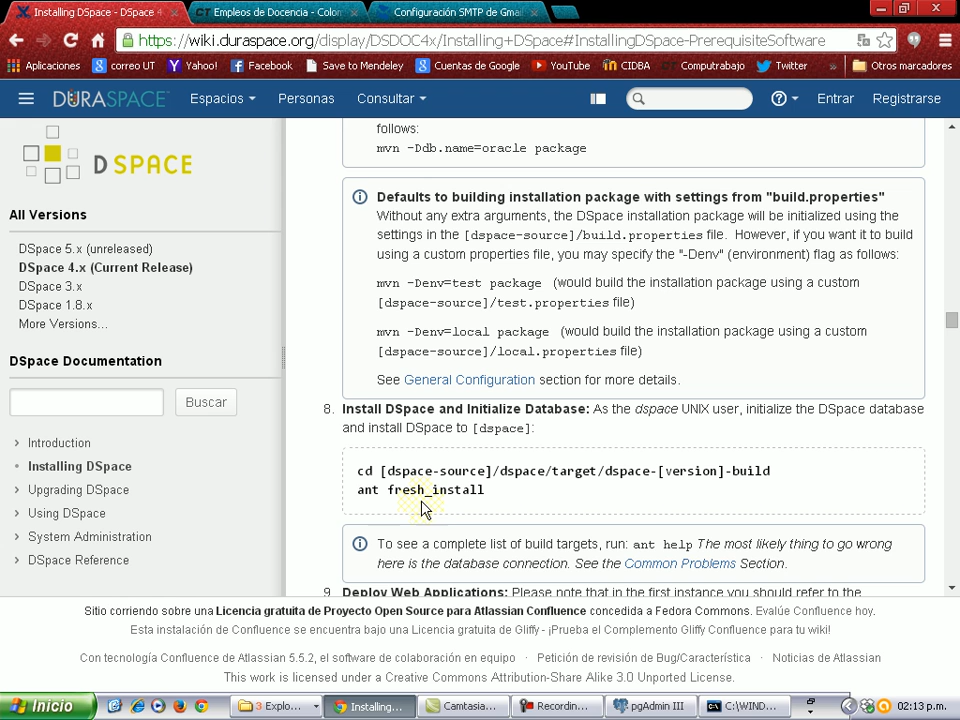 Installing DSpace - DSpace 4
Empleos de Docencia - Colon
Configuración SMTP de Gma
https://wiki.duraspace.org/display/DSDOC4x/Installing+DSpace#InstallingDSpace-PrerequisiteSoftware
Aplicaciones
correo UT
Yahoo!
Facebook
Save to Mendeley
Cuentas de Google
YouTube
CIDBA
Computrabajo
Twitter
»
Otros marcadores
DURASPACE
Espacios
Personas
Consultar
Entrar
Registrarse
DSPACE
All Versions
DSpace 5.x (unreleased)
DSpace 4.x (Current Release)
DSpace 3.x
DSpace 1.8.x
More Versions...
DSpace Documentation
Buscar
Introduction
Installing DSpace
Upgrading DSpace
Using DSpace
System Administration
DSpace Reference
follows:
mvn -Ddb.name=oracle package
Defaults to building installation package with settings from "build.properties"
Without any extra arguments, the DSpace installation package will be initialized using the
settings in the [dspace-source]/build.properties file. However, if you want it to build
using a custom properties file, you may specify the "-Denv" (environment) flag as follows:
mvn -Denv=test package (would build the installation package using a custom
[dspace-source]/test.properties file)
mvn -Denv=local package (would build the installation package using a custom
[dspace-source]/local.properties file)
See General Configuration section for more details.
8. Install DSpace and Initialize Database: As the dspace UNIX user, initialize the DSpace database
and install DSpace to [dspace]:
cd [dspace-source]/dspace/target/dspace-[version]-build
ant fresh_install
To see a complete list of build targets, run: ant help The most likely thing to go wrong
here is the database connection. See the Common Problems Section.
9. Deploy Web Applications: Please note that in the first instance you should refer to the
Sitio corriendo sobre una Licencia gratuita de Proyecto Open Source para Atlassian Confluence concedida a Fedora Commons. Evalúe Confluence hoy.
Esta instalación de Confluence se encuentra bajo una Licencia gratuita de Gliffy - ¡Prueba el Complemento Gliffy Confluence para tu wiki!
Con tecnología Confluence de Atlassian 5.5.2, el software de colaboración en equipo · Petición de revisión de Bug/Característica · Noticias de Atlassian
This work is licensed under a Creative Commons Attribution-Share Alike 3.0 Unported License.
Inicio
»
3 Explo...
Installing...
Camtasia...
Recordin...
pgAdmin III
C:\WIND...
02:13 p.m.